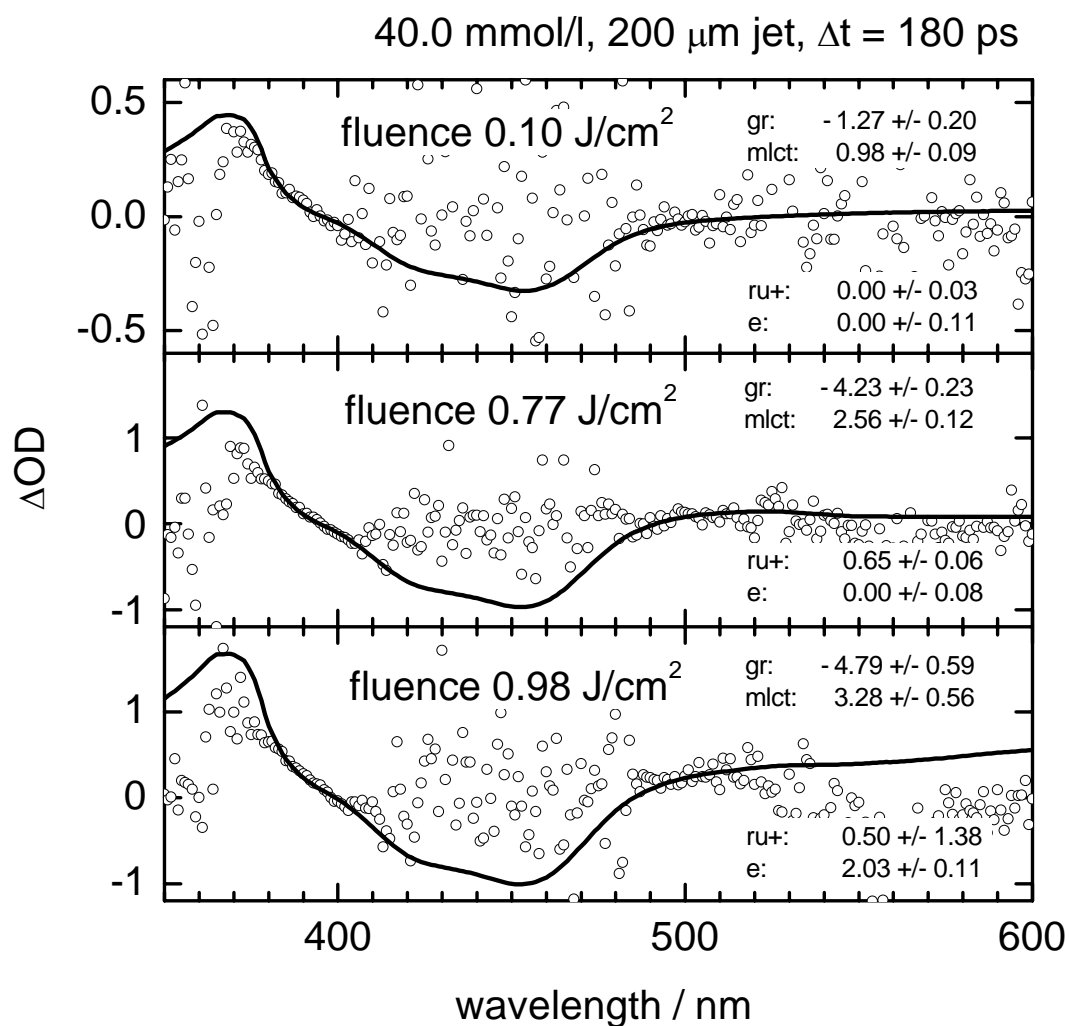 40.0 mmol/l, 200 μm jet, Δt = 180 ps
0.5
0.0
-0.5
fluence 0.10 J/cm²
gr: -1.27 +/- 0.20
mlct: 0.98 +/- 0.09
ru+: 0.00 +/- 0.03
e: 0.00 +/- 0.11
ΔOD
1
0
-1
fluence 0.77 J/cm²
gr: -4.23 +/- 0.23
mlct: 2.56 +/- 0.12
ru+: 0.65 +/- 0.06
e: 0.00 +/- 0.08
1
0
-1
fluence 0.98 J/cm²
gr: -4.79 +/- 0.59
mlct: 3.28 +/- 0.56
ru+: 0.50 +/- 1.38
e: 2.03 +/- 0.11
400 500 600
wavelength / nm